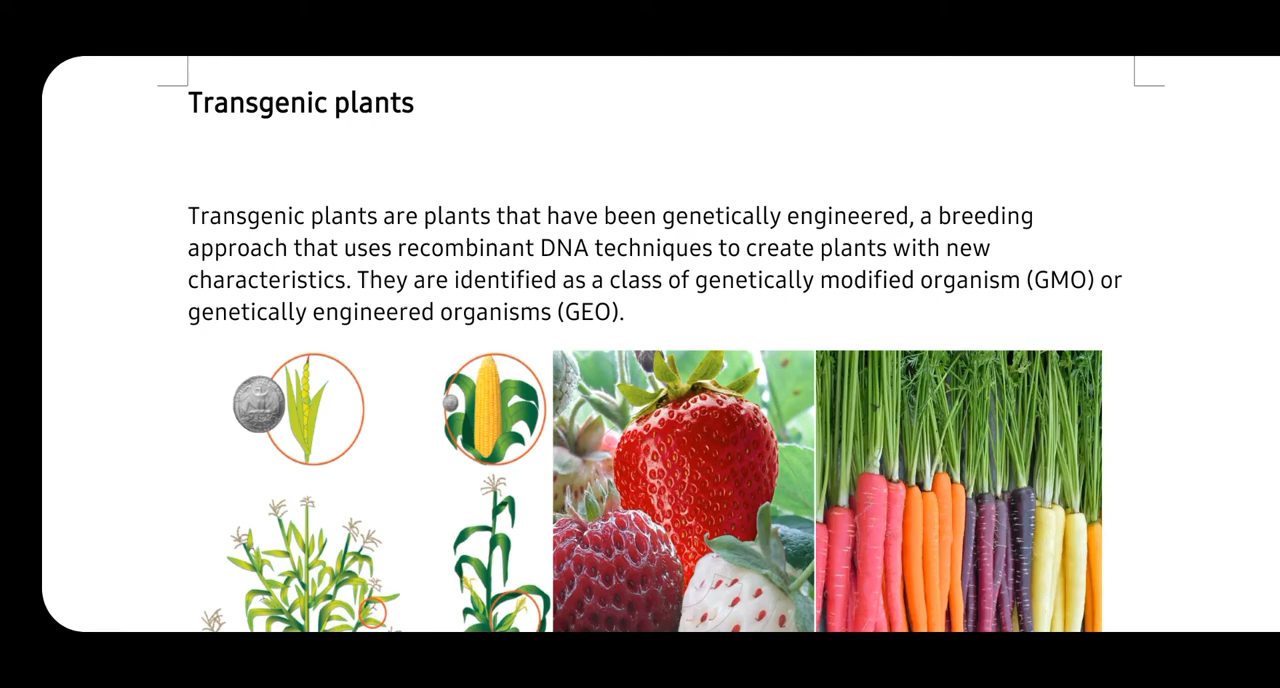 Transgenic plants
Transgenic plants are plants that have been genetically engineered, a breeding
approach that uses recombinant DNA techniques to create plants with new
characteristics. They are identified as a class of genetically modified organism (GMO) or
genetically engineered organisms (GEO).